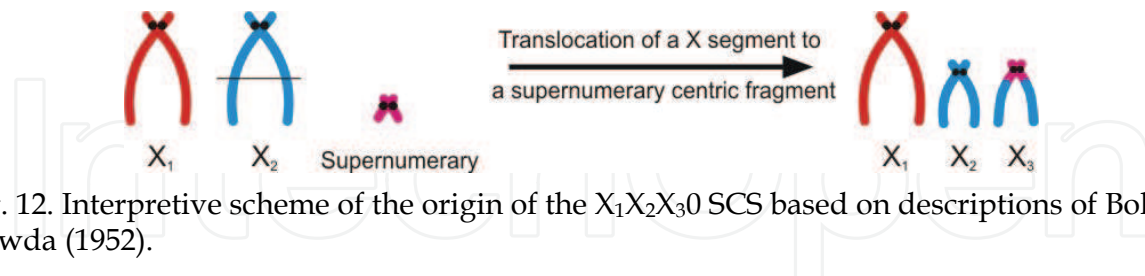 Translocation of a X segment to
a supernumerary centric fragment
X₁ X₂ Supernumerary X₁ X₂ X₃
. 12. Interpretive scheme of the origin of the X₁X₂X₃0 SCS based on descriptions of Bol
wda (1952).